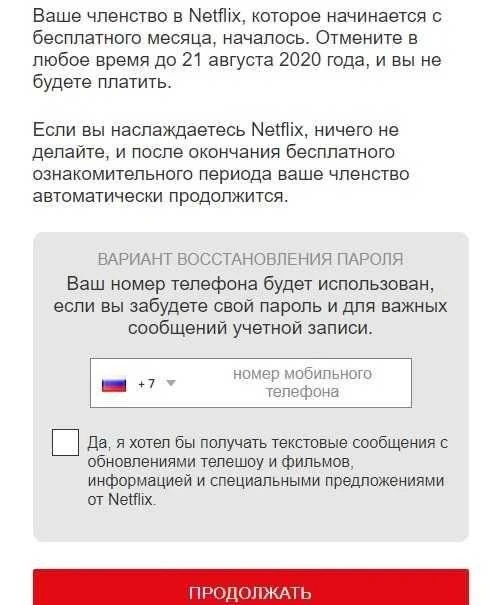 Ваше членство в Netflix, которое начинается с
бесплатного месяца, началось. Отмените в
любое время до 21 августа 2020 года, и вы не
будете платить.
Если вы наслаждаетесь Netflix, ничего не
делайте, и после окончания бесплатного
ознакомительного периода ваше членство
автоматически продолжится.
ВАРИАНТ ВОССТАНОВЛЕНИЯ ПАРОЛЯ
Ваш номер телефона будет использован,
если вы забудете свой пароль и для важных
сообщений учетной записи.
+ 7
номер мобильного
телефона
Да, я хотел бы получать текстовые сообщения с
обновлениями телешоу и фильмов,
информацией и специальными предложениями
от Netflix.
ПРОДОЛЖАТЬ